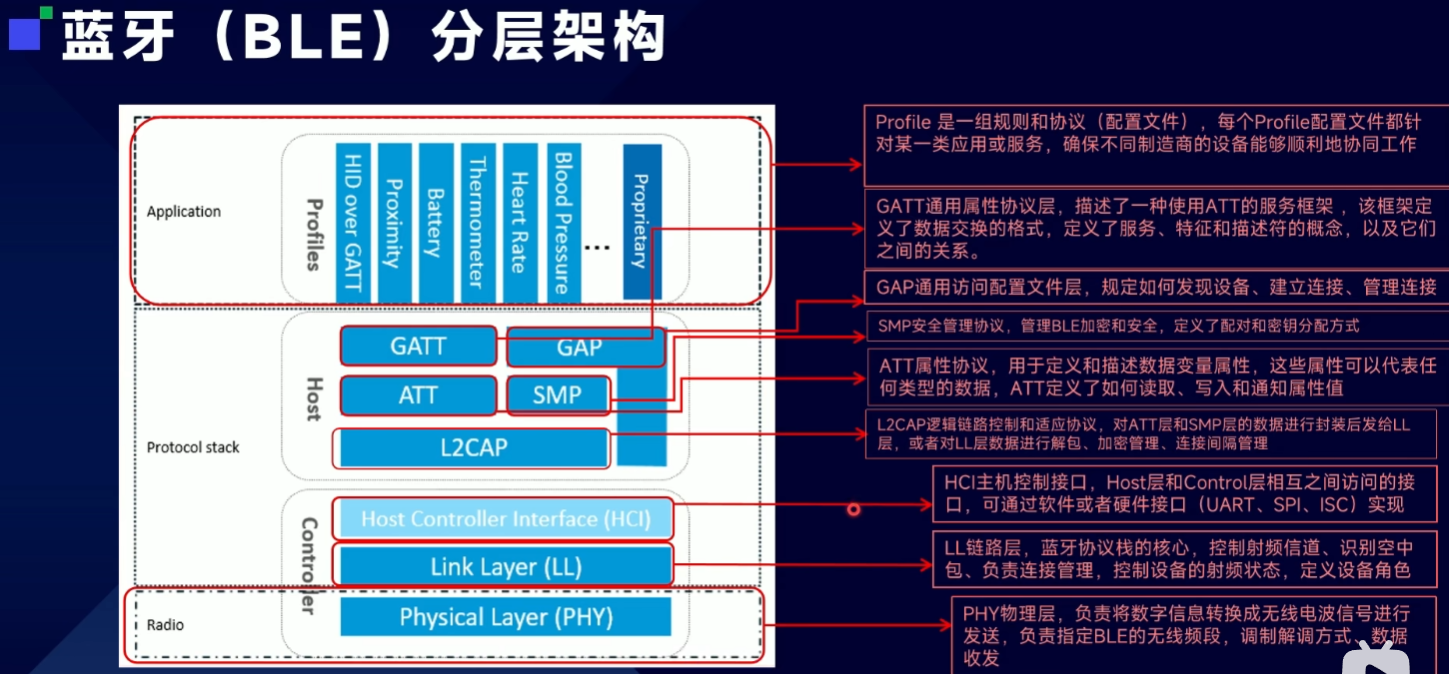 蓝牙（BLE）分层架构
Application
Profiles
HID over GATT
Proximity
Battery
Thermometer
Heart Rate
Blood Pressure
...
Proprietary
Protocol stack
Host
GATT
GAP
ATT
SMP
L2CAP
Controller
Host Controller Interface (HCI)
Link Layer (LL)
Radio
Physical Layer (PHY)
Profile 是一组规则和协议（配置文件），每个Profile配置文件都针
对某一类应用或服务，确保不同制造商的设备能够顺利地协同工作
GATT通用属性协议层，描述了一种使用ATT的服务框架 ，该框架定
义了数据交换的格式，定义了服务、特征和描述符的概念，以及它们
之间的关系。
GAP通用访问配置文件层，规定如何发现设备、建立连接、管理连接
SMP安全管理协议，管理BLE加密和安全，定义了配对和密钥分配方式
ATT属性协议，用于定义和描述数据变量属性，这些属性可以代表任
何类型的数据，ATT定义了如何读取、写入和通知属性值
L2CAP逻辑链路控制和适应协议，对ATT层和SMP层的数据进行封装后发给LL
层，或者对LL层数据进行解包、加密管理、连接间隔管理
HCI主机控制接口，Host层和Control层相互之间访问的接
口，可通过软件或者硬件接口（UART、SPI、ISC）实现
LL链路层，蓝牙协议栈的核心，控制射频信道、识别空中
包、负责连接管理，控制设备的射频状态，定义设备角色
PHY物理层，负责将数字信息转换成无线电波信号进行
发送，负责指定BLE的无线频段，调制解调方式、数据
收发